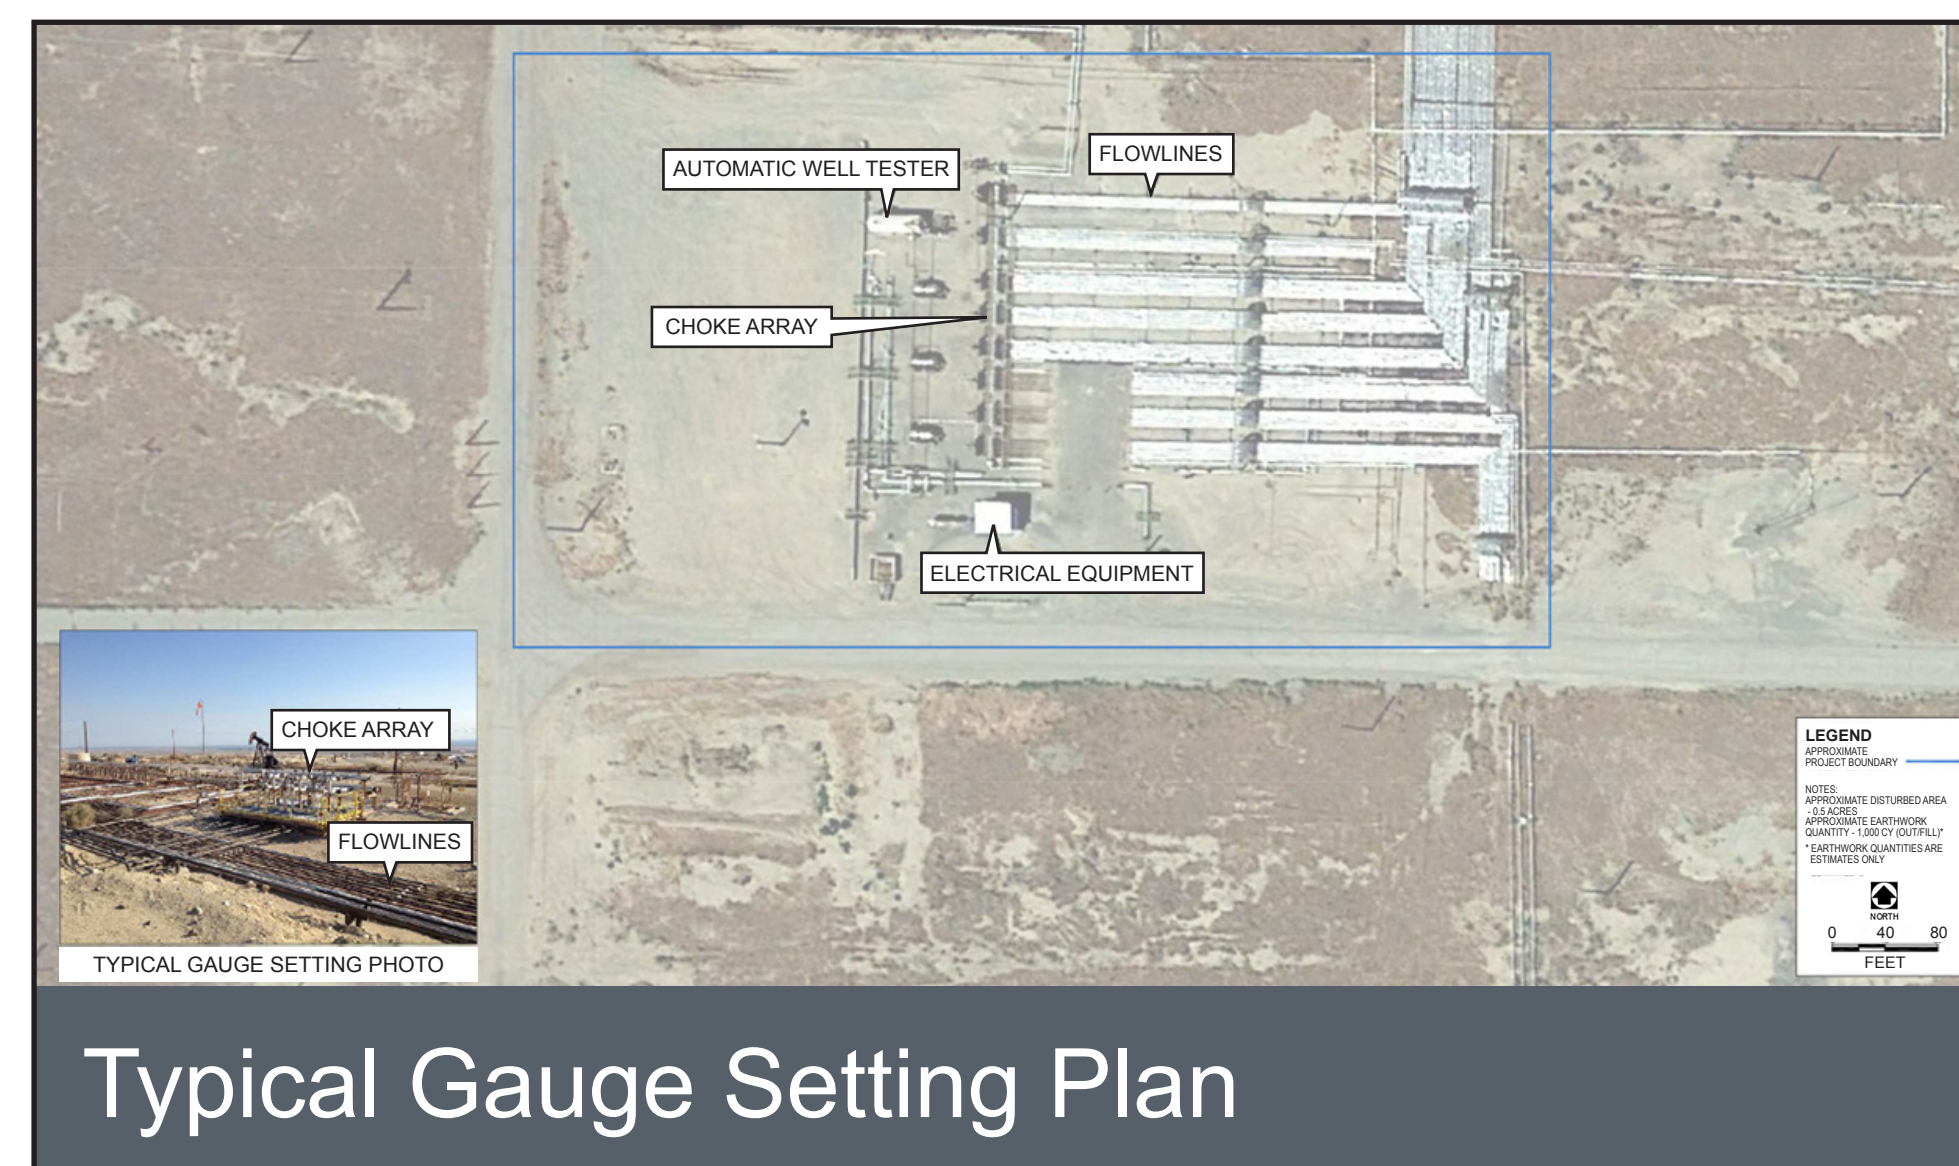 AUTOMATIC WELL TESTER
FLOWLINES
CHOKE ARRAY
ELECTRICAL EQUIPMENT
CHOKE ARRAY
FLOWLINES
TYPICAL GAUGE SETTING PHOTO
LEGEND
APPROXIMATE
PROJECT BOUNDARY
NOTES:
APPROXIMATE DISTURBED AREA
- 0.5 ACRES
APPROXIMATE EARTHWORK
QUANTITY - 1,000 CY (OUT/FILL)*
* EARTHWORK QUANTITIES ARE
ESTIMATES ONLY
NORTH
0 40 80
FEET
Typical Gauge Setting Plan